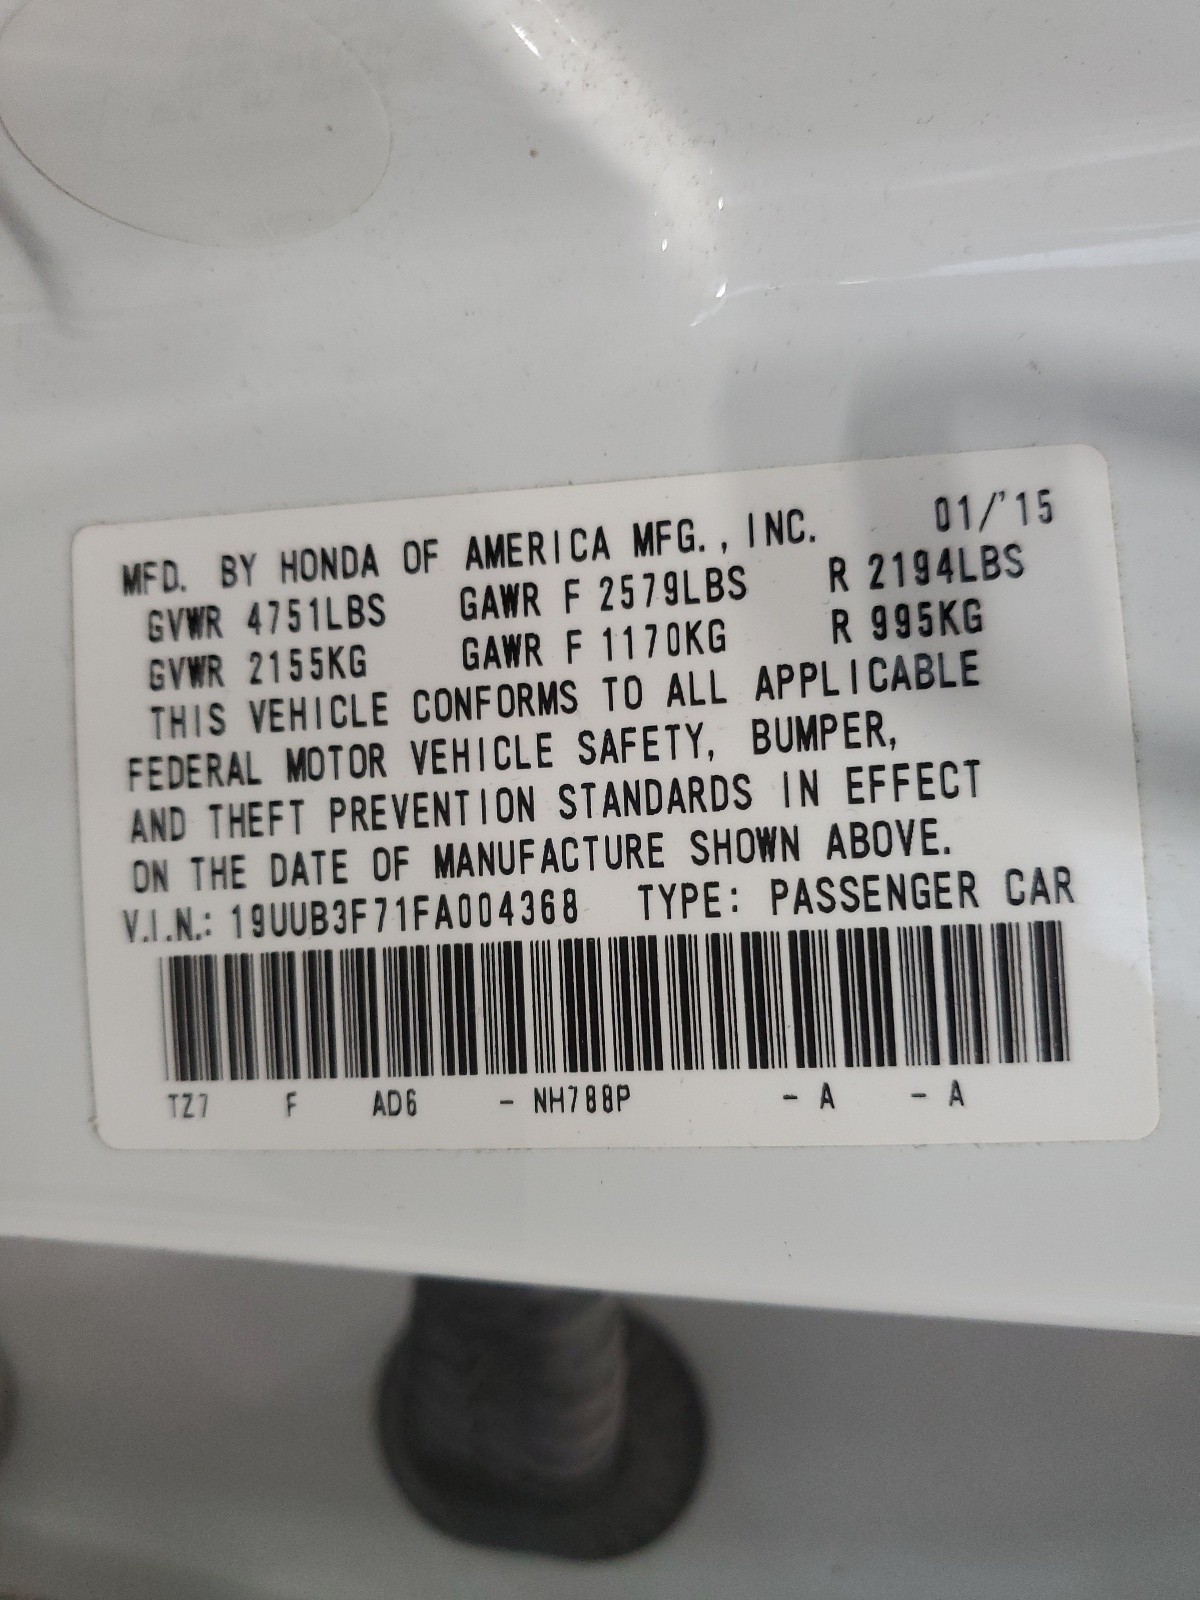 MFD. BY HONDA OF AMERICA MFG., INC. 01/'15
GVWR 4751LBS GAWR F 2579LBS R 2194LBS
GVWR 2155KG GAWR F 1170KG R 995KG
THIS VEHICLE CONFORMS TO ALL APPLICABLE
FEDERAL MOTOR VEHICLE SAFETY, BUMPER,
AND THEFT PREVENTION STANDARDS IN EFFECT
ON THE DATE OF MANUFACTURE SHOWN ABOVE.
V.I.N.: 19UUB3F71FA004368 TYPE: PASSENGER CAR
TZ7 F AD6 - NH788P - A - A